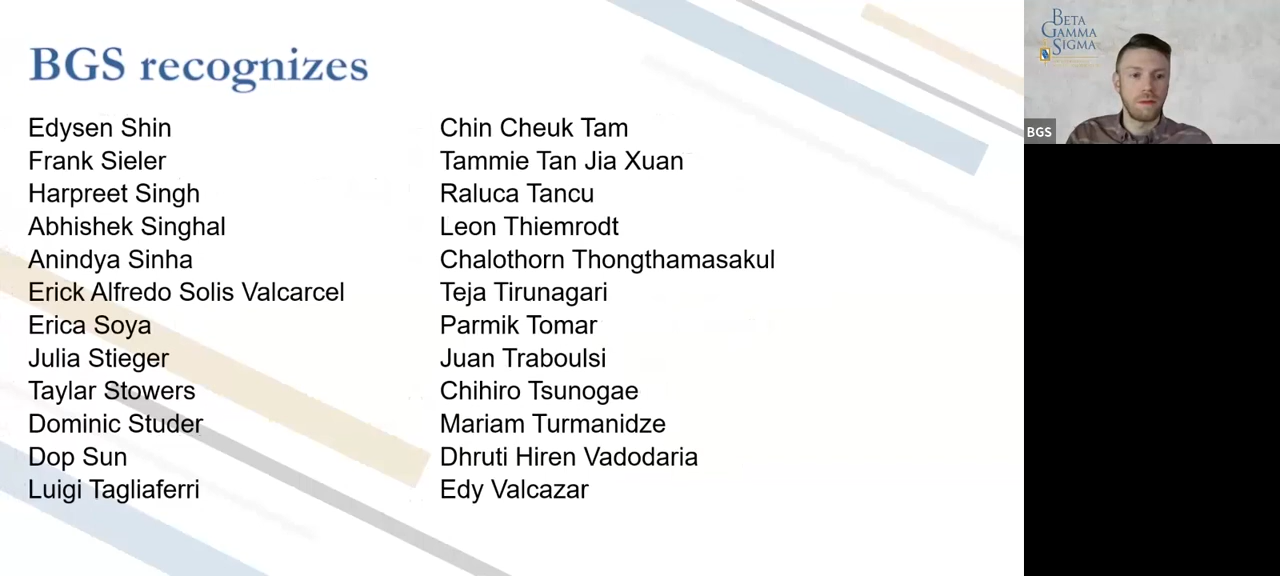 BGS recognizes
Edysen Shin
Frank Sieler
Harpreet Singh
Abhishek Singhal
Anindya Sinha
Erick Alfredo Solis Valcarcel
Erica Soya
Julia Stieger
Taylar Stowers
Dominic Studer
Dop Sun
Luigi Tagliaferri
Chin Cheuk Tam
Tammie Tan Jia Xuan
Raluca Tancu
Leon Thiemrodt
Chalothorn Thongthamasakul
Teja Tirunagari
Parmik Tomar
Juan Traboulsi
Chihiro Tsunogae
Mariam Turmanidze
Dhruti Hiren Vadodaria
Edy Valcazar
BETA
GAMMA
SIGMA
BGS